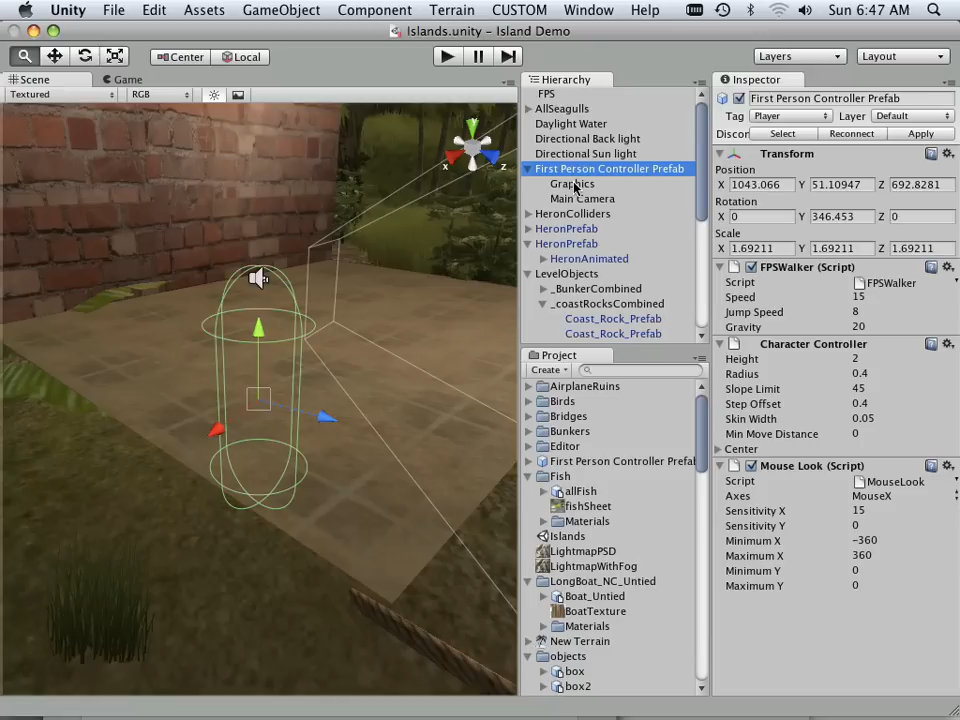 Unity File Edit Assets GameObject Component Terrain CUSTOM Window Help Sun 6:47 AM
Islands.unity - Island Demo
Center Local Layers Layout
Scene Game
Textured RGB
x z
Hierarchy
FPS
AllSeagulls
Daylight Water
Directional Back light
Directional Sun light
First Person Controller Prefab
Graphics
Main Camera
HeronColliders
HeronPrefab
HeronPrefab
HeronAnimated
LevelObjects
_BunkerCombined
_coastRocksCombined
Coast_Rock_Prefab
Coast_Rock_Prefab
Project
Create
AirplaneRuins
Birds
Bridges
Bunkers
Editor
First Person Controller Prefab
Fish
allFish
fishSheet
Materials
Islands
LightmapPSD
LightmapWithFog
LongBoat_NC_Untied
Boat_Untied
BoatTexture
Materials
New Terrain
objects
box
box2
Inspector
First Person Controller Prefab
Tag Player Layer Default
Discon Select Reconnect Apply
Transform
Position
X 1043.066 Y 51.10947 Z 692.8281
Rotation
X 0 Y 346.453 Z 0
Scale
X 1.69211 Y 1.69211 Z 1.69211
FPSWalker (Script)
Script FPSWalker
Speed 15
Jump Speed 8
Gravity 20
Character Controller
Height 2
Radius 0.4
Slope Limit 45
Step Offset 0.4
Skin Width 0.05
Min Move Distance 0
Center
Mouse Look (Script)
Script MouseLook
Axes MouseX
Sensitivity X 15
Sensitivity Y 0
Minimum X -360
Maximum X 360
Minimum Y 0
Maximum Y 0